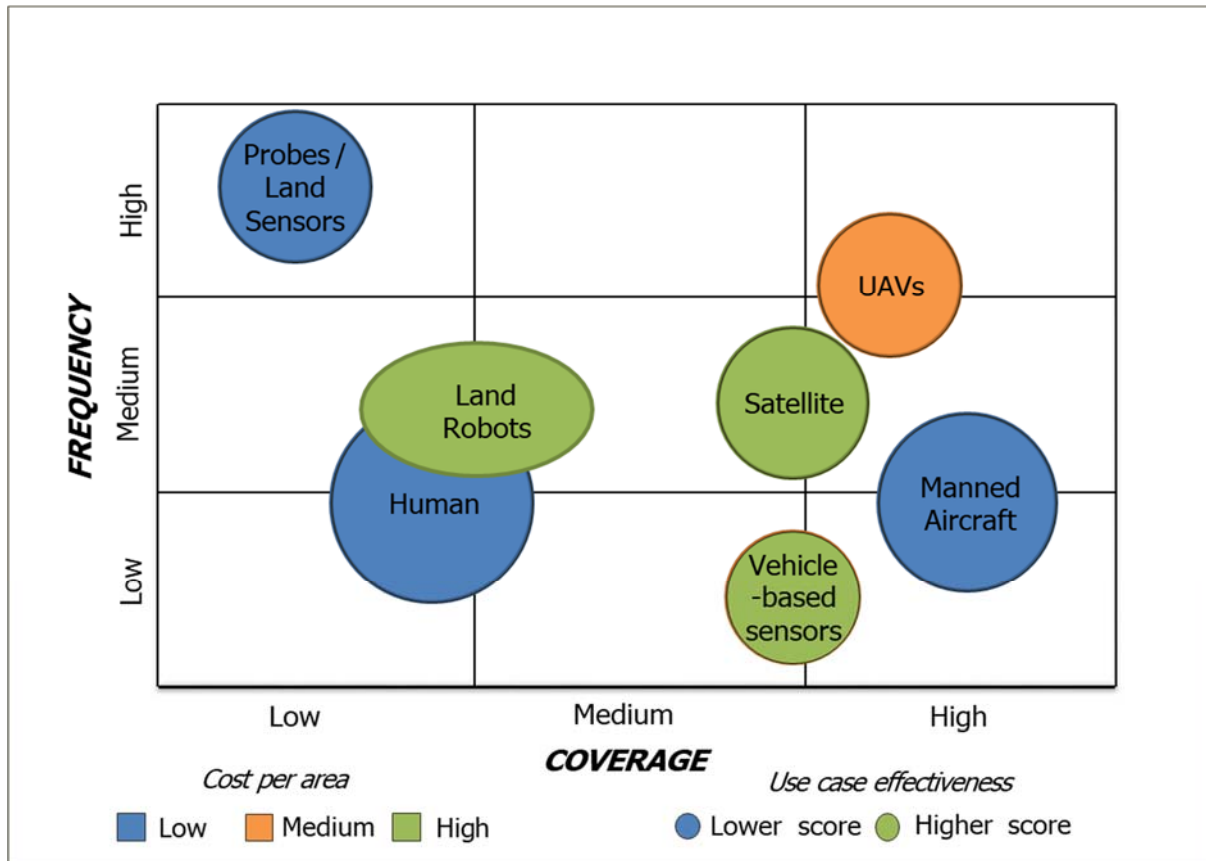 Probes /
Land
Sensors
UAVs
Land
Robots
Satellite
Human
Manned
Aircraft
Vehicle
-based
sensors
FREQUENCY
High
Medium
Low
Low
Medium
High
COVERAGE
Cost per area
Low
Medium
High
Use case effectiveness
Lower score
Higher score